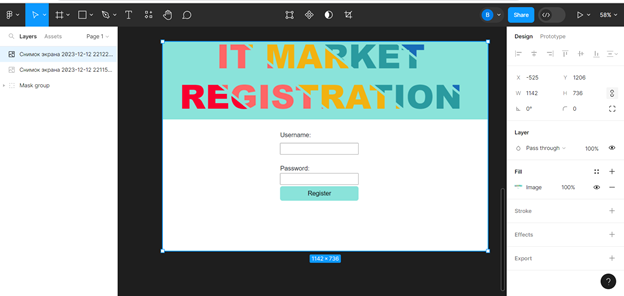 B
Share
58%
Layers Assets Page 1
Снимок экрана 2023-12-12 22122...
Снимок экрана 2023-12-12 22115...
Mask group
IT MARKET
REGISTRATION
Username:
Password:
Register
1142 × 736
Design Prototype
X -525 Y 1206
W 1142 H 736
0° 0
Layer
Pass through 100%
Fill
Image 100%
Stroke
Effects
Export
?